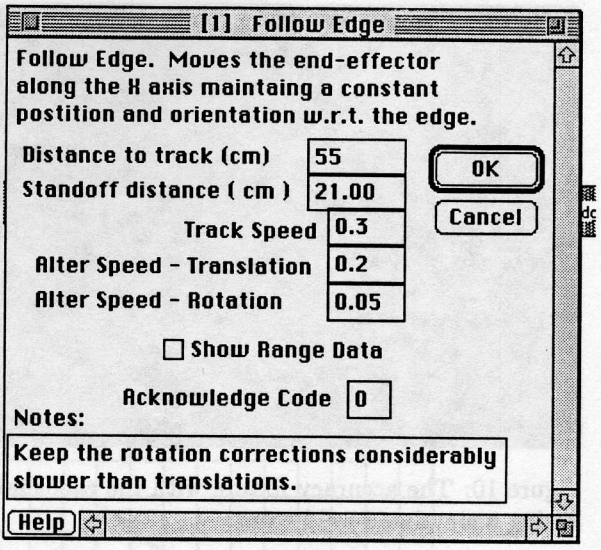 [1] Follow Edge
Follow Edge. Moves the end-effector
along the X axis maintaing a constant
postition and orientation w.r.t. the edge.
Distance to track (cm) 55
OK
Standoff distance ( cm ) 21.00
Cancel
Track Speed 0.3
Alter Speed - Translation 0.2
Alter Speed - Rotation 0.05
Show Range Data
Acknowledge Code 0
Notes:
Keep the rotation corrections considerably
slower than translations.
Help